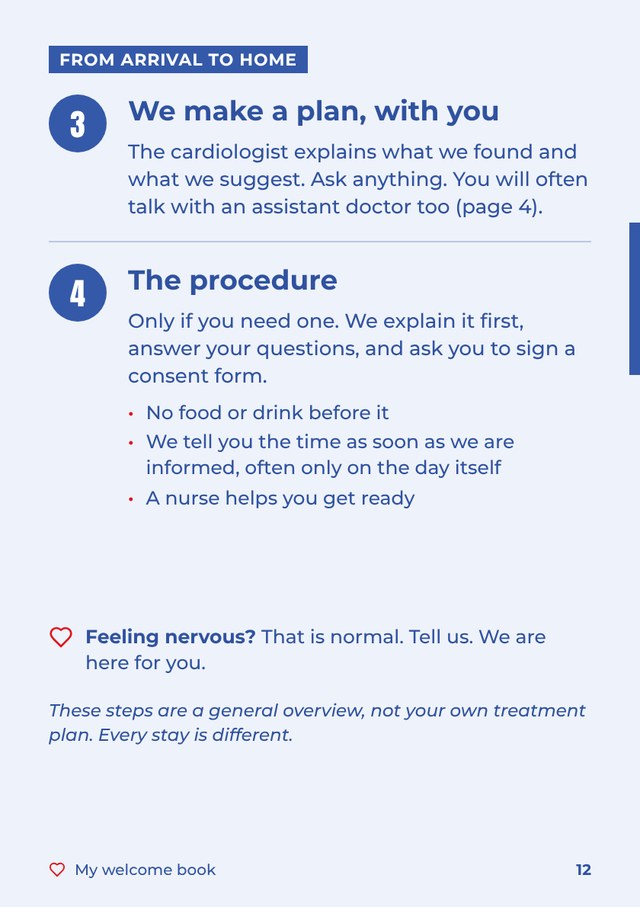 FROM ARRIVAL TO HOME
3
We make a plan, with you
The cardiologist explains what we found and
what we suggest. Ask anything. You will often
talk with an assistant doctor too (page 4).
4
The procedure
Only if you need one. We explain it first,
answer your questions, and ask you to sign a
consent form.
• No food or drink before it
• We tell you the time as soon as we are
informed, often only on the day itself
• A nurse helps you get ready
Feeling nervous? That is normal. Tell us. We are
here for you.
These steps are a general overview, not your own treatment
plan. Every stay is different.
My welcome book
12